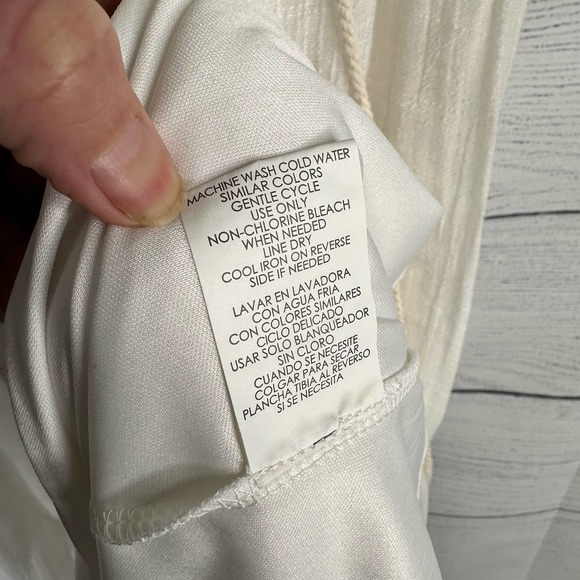 MACHINE WASH COLD WATER
SIMILAR COLORS
GENTLE CYCLE
USE ONLY
NON-CHLORINE BLEACH
WHEN NEEDED
LINE DRY
COOL IRON ON REVERSE
SIDE IF NEEDED
LAVAR EN LAVADORA
CON AGUA FRIA
CON COLORES SIMILARES
CICLO DELICADO
USAR SOLO BLANQUEADOR
SIN CLORO
CUANDO SE NECESITE
COLGAR PARA SECAR
PLANCHA TIBIA AL REVERSO
SI SE NECESITA